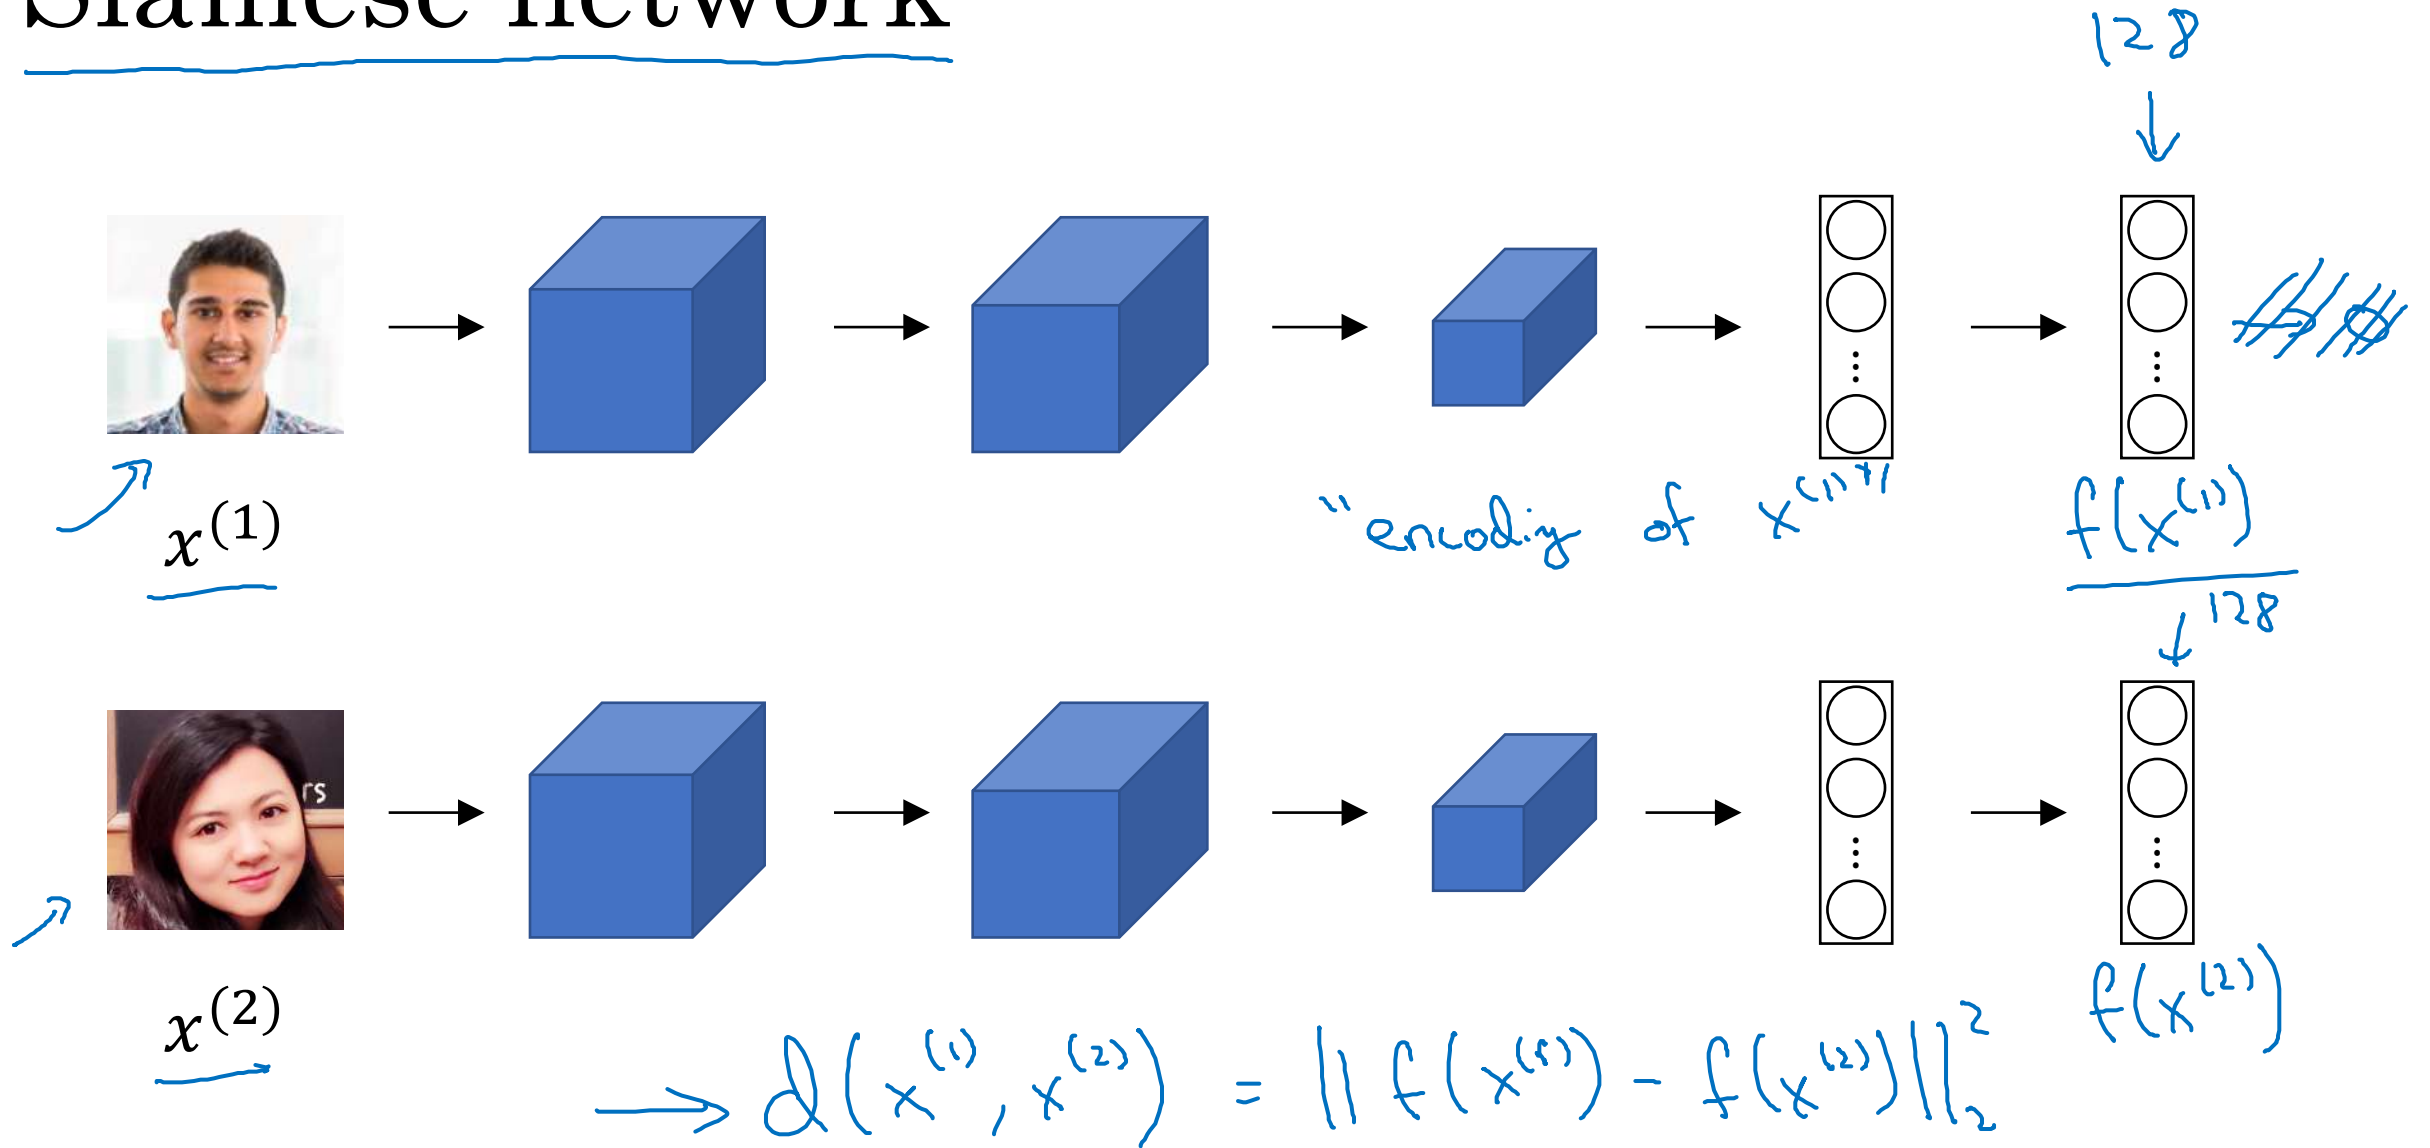 Siamese network
128
"encoding of x⁽¹⁾"
f(x⁽¹⁾)
x⁽¹⁾
128
rs
f(x⁽²⁾)
x⁽²⁾
d(x⁽¹⁾, x⁽²⁾) = ||f(x⁽¹⁾) - f(x⁽²⁾)||₂²